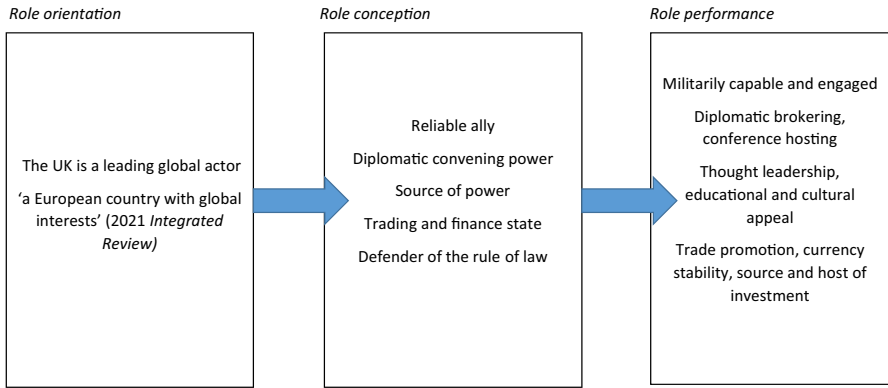 Role orientation
Role conception
Role performance
The UK is a leading global actor
‘a European country with global
interests’ (2021 Integrated
Review)
Reliable ally
Diplomatic convening power
Source of power
Trading and finance state
Defender of the rule of law
Militarily capable and engaged
Diplomatic brokering,
conference hosting
Thought leadership,
educational and cultural
appeal
Trade promotion, currency
stability, source and host of
investment